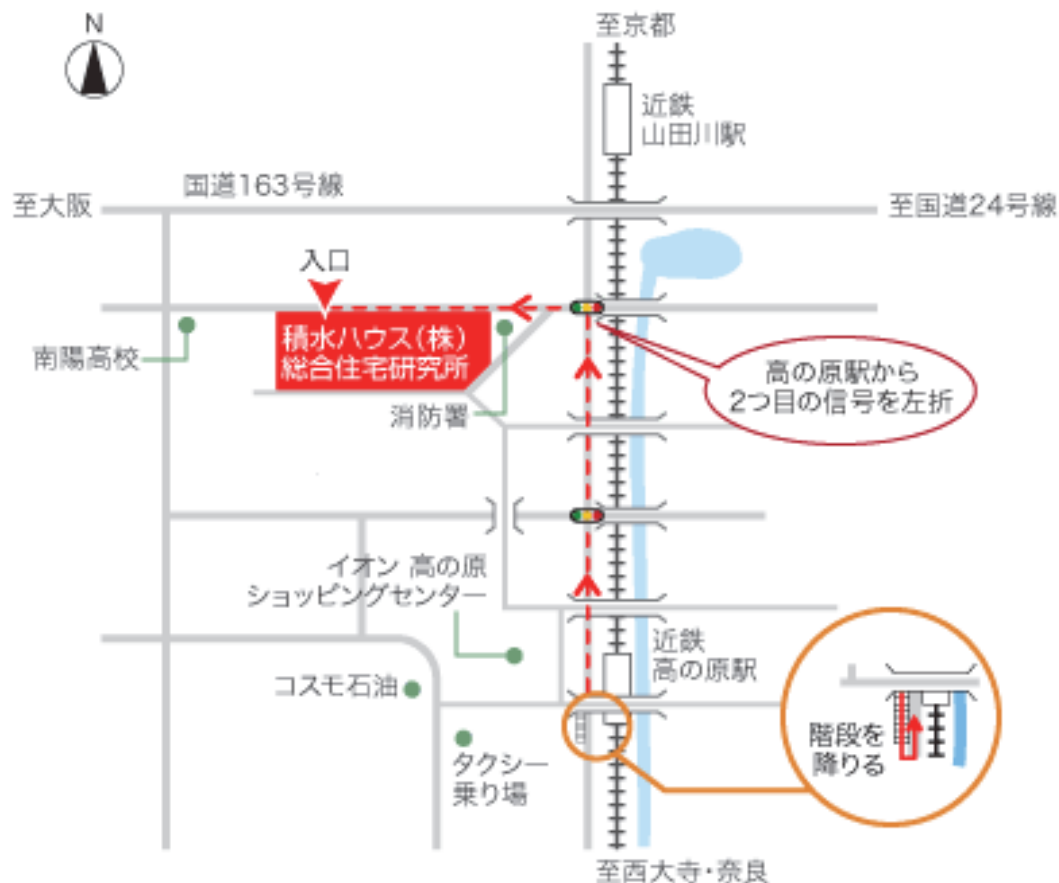 N
至京都
近鉄
山田川駅
国道163号線
至大阪
至国道24号線
入口
積水ハウス(株)
総合住宅研究所
南陽高校
消防署
高の原駅から
2つ目の信号を左折
イオン 高の原
ショッピングセンター
近鉄
高の原駅
コスモ石油
タクシー
乗り場
階段を
降りる
至西大寺・奈良